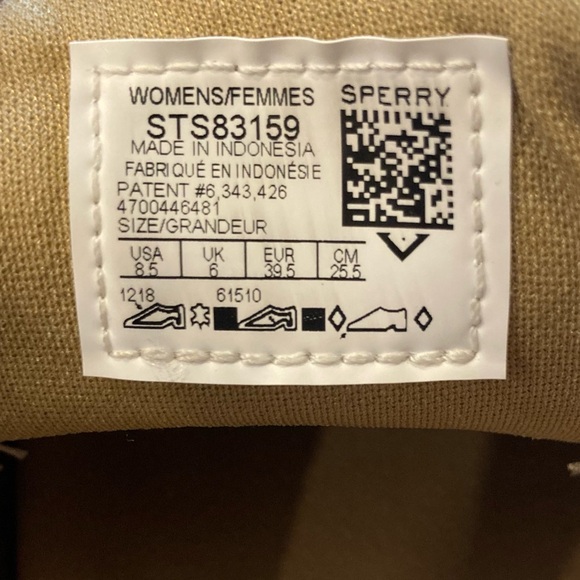 WOMENS/FEMMES
SPERRY
STS83159
MADE IN INDONESIA
FABRIQUÉ EN INDONÉSIE
PATENT #6,343,426
4700446481
SIZE/GRANDEUR
USA UK EUR CM
8.5 6 39.5 25.5
1218 61510